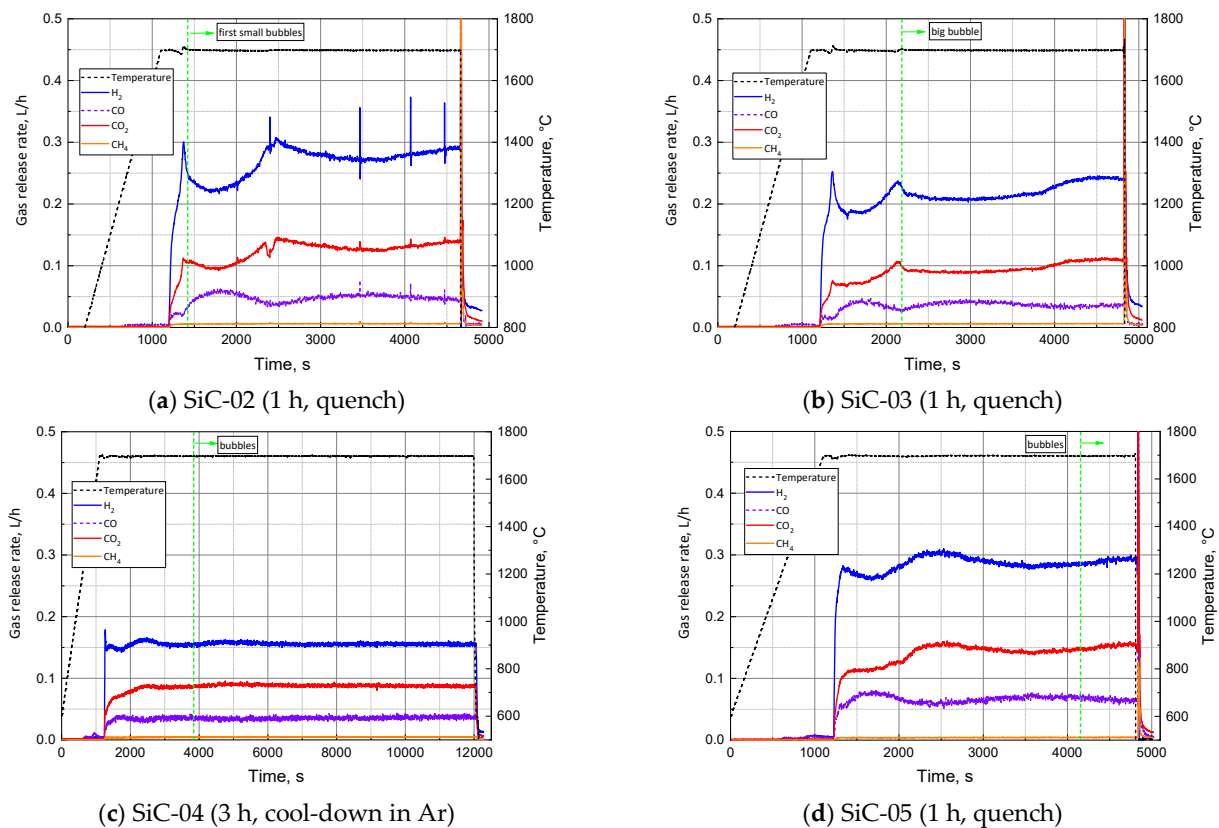 first small bubbles
Temperature
H2
CO
CO2
CH4
Gas release rate, L/h
0.5
0.4
0.3
0.2
0.1
0.0
0
1000
2000
3000
4000
5000
Time, s
1800
1600
1400
1200
1000
800
Temperature, °C
(a) SiC-02 (1 h, quench)
big bubble
Temperature
H2
CO
CO2
CH4
Gas release rate, L/h
0.5
0.4
0.3
0.2
0.1
0.0
0
1000
2000
3000
4000
5000
Time, s
1800
1600
1400
1200
1000
800
Temperature, °C
(b) SiC-03 (1 h, quench)
bubbles
Temperature
H2
CO
CO2
CH4
Gas release rate, L/h
0.5
0.4
0.3
0.2
0.1
0.0
0
2000
4000
6000
8000
10000
12000
Time, s
1800
1600
1400
1200
1000
800
600
Temperature, °C
(c) SiC-04 (3 h, cool-down in Ar)
bubbles
Temperature
H2
CO
CO2
CH4
Gas release rate, L/h
0.5
0.4
0.3
0.2
0.1
0.0
0
1000
2000
3000
4000
5000
Time, s
1800
1600
1400
1200
1000
800
600
Temperature, °C
(d) SiC-05 (1 h, quench)